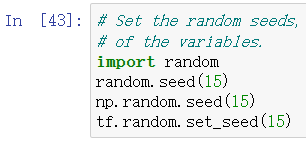 In [43]: # Set the random seeds,
# of the variables.
import random
random.seed(15)
np.random.seed(15)
tf.random.set_seed(15)